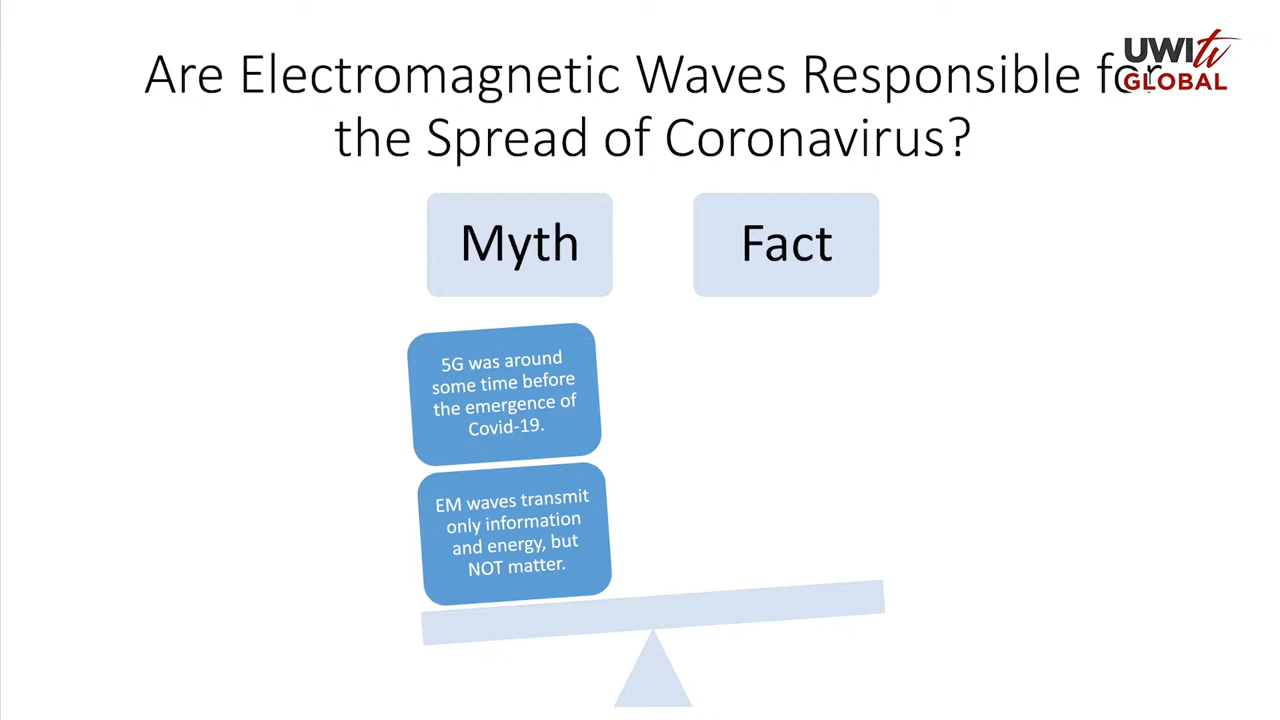 Are Electromagnetic Waves Responsible for
the Spread of Coronavirus?
UWItv
GLOBAL
Myth
Fact
5G was around
some time before
the emergence of
Covid-19.
EM waves transmit
only information
and energy, but
NOT matter.